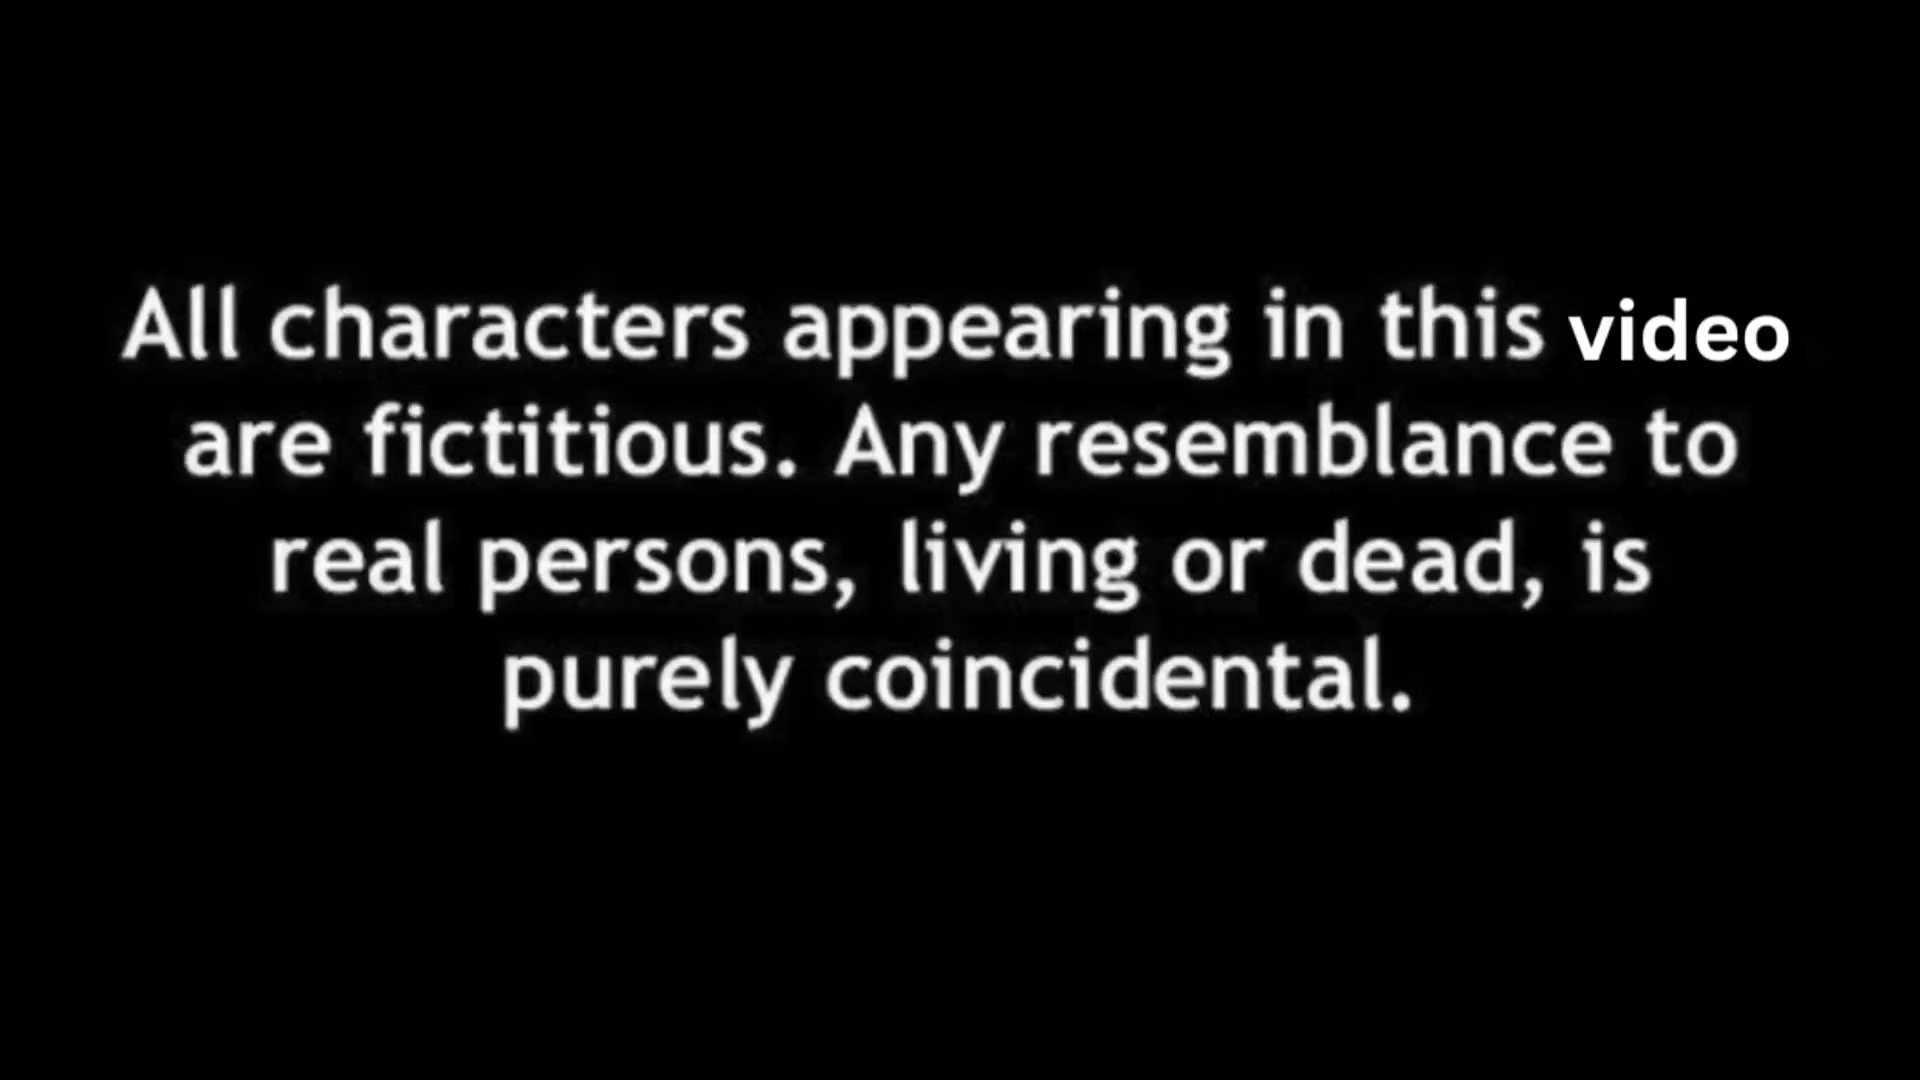 All characters appearing in this video
are fictitious. Any resemblance to
real persons, living or dead, is
purely coincidental.